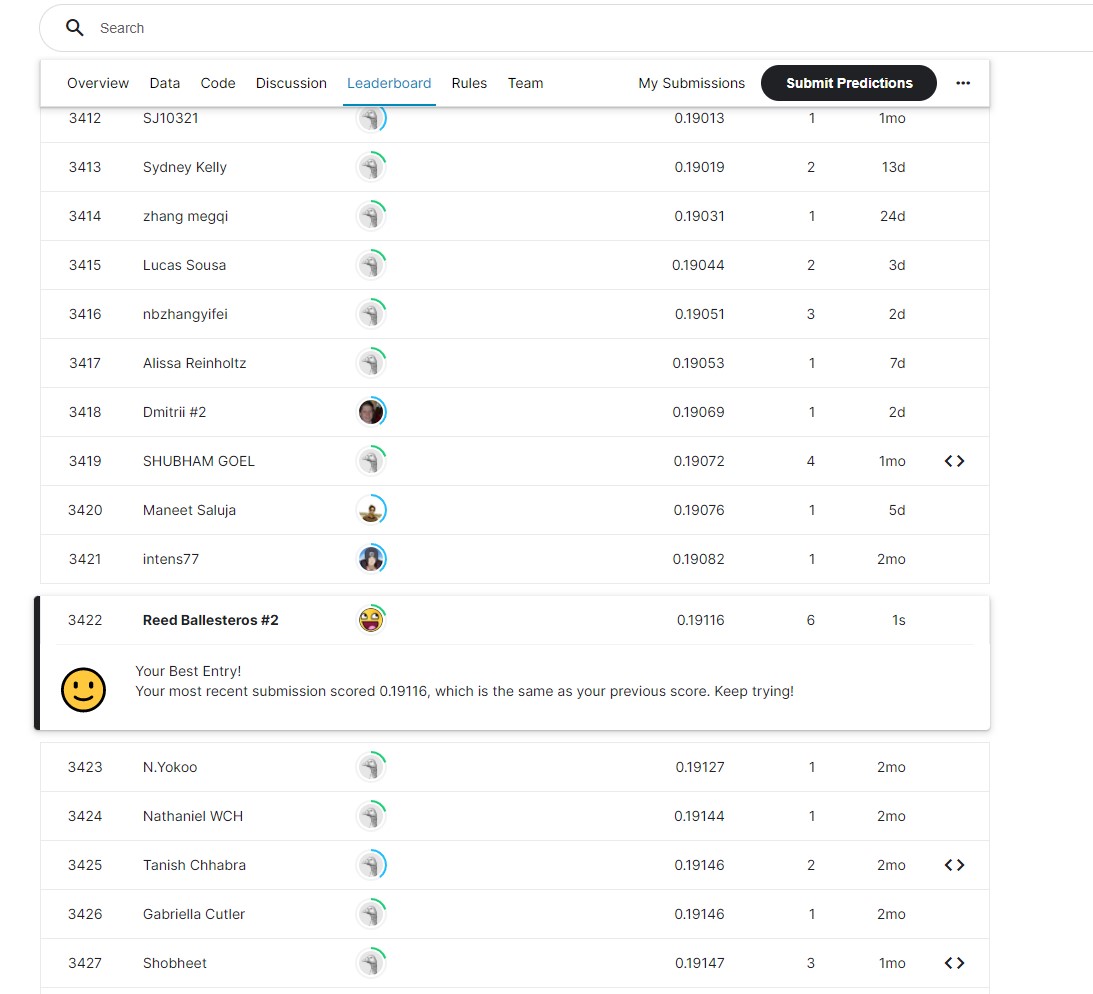 Search
Overview Data Code Discussion Leaderboard Rules Team My Submissions Submit Predictions ...
3412 SJ10321 0.19013 1 1mo
3413 Sydney Kelly 0.19019 2 13d
3414 zhang megqi 0.19031 1 24d
3415 Lucas Sousa 0.19044 2 3d
3416 nbzhangyifei 0.19051 3 2d
3417 Alissa Reinholtz 0.19053 1 7d
3418 Dmitrii #2 0.19069 1 2d
3419 SHUBHAM GOEL 0.19072 4 1mo <>
3420 Maneet Saluja 0.19076 1 5d
3421 intens77 0.19082 1 2mo
3422 Reed Ballesteros #2 0.19116 6 1s
Your Best Entry!
Your most recent submission scored 0.19116, which is the same as your previous score. Keep trying!
3423 N.Yokoo 0.19127 1 2mo
3424 Nathaniel WCH 0.19144 1 2mo
3425 Tanish Chhabra 0.19146 2 2mo <>
3426 Gabriella Cutler 0.19146 1 2mo
3427 Shobheet 0.19147 3 1mo <>